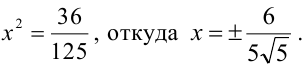 x² = 36/125, откуда x = ± 6/(5√5).